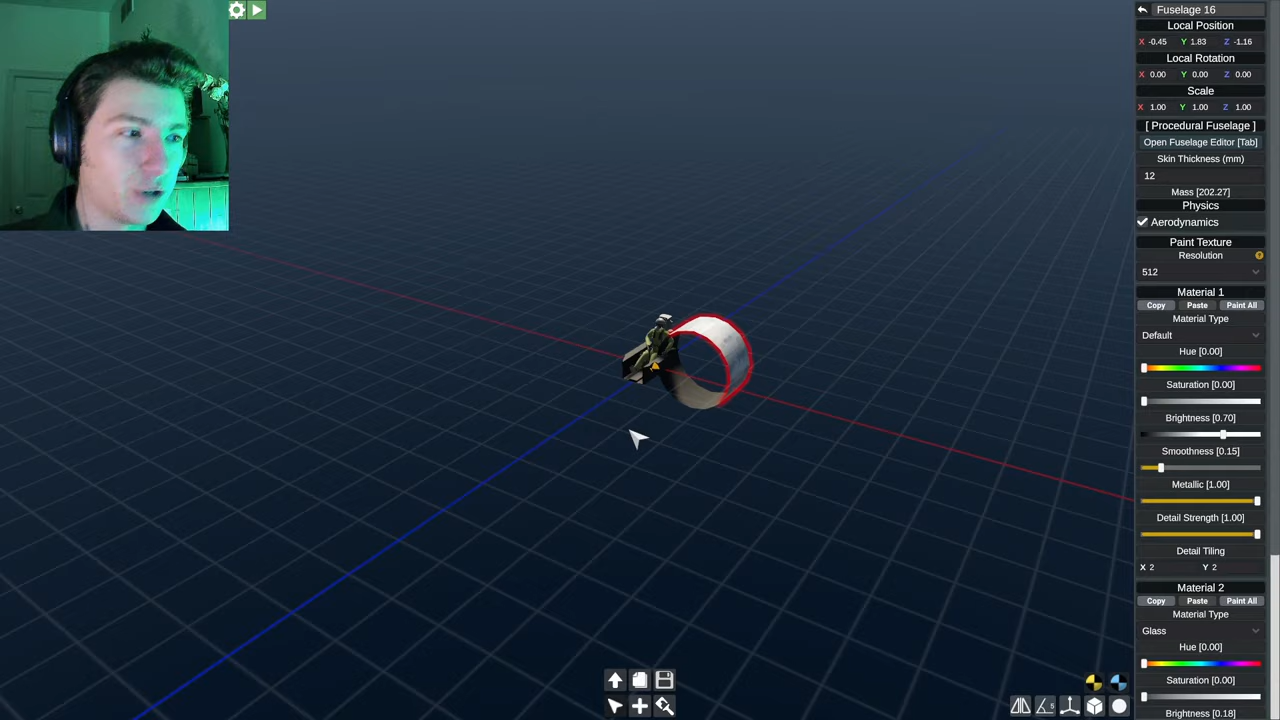 Fuselage 16
Local Position
X -0.45 Y 1.83 Z -1.16
Local Rotation
X 0.00 Y 0.00 Z 0.00
Scale
X 1.00 Y 1.00 Z 1.00
[ Procedural Fuselage ]
Open Fuselage Editor [Tab]
Skin Thickness (mm)
12
Mass [202.27]
Physics
Aerodynamics
Paint Texture
Resolution
?
512
Material 1
Copy Paste Paint All
Material Type
Default
Hue [0.00]
Saturation [0.00]
Brightness [0.70]
Smoothness [0.15]
Metallic [1.00]
Detail Strength [1.00]
Detail Tiling
X 2 Y 2
Material 2
Copy Paste Paint All
Material Type
Glass
Hue [0.00]
Saturation [0.00]
Brightness [0.18]
5